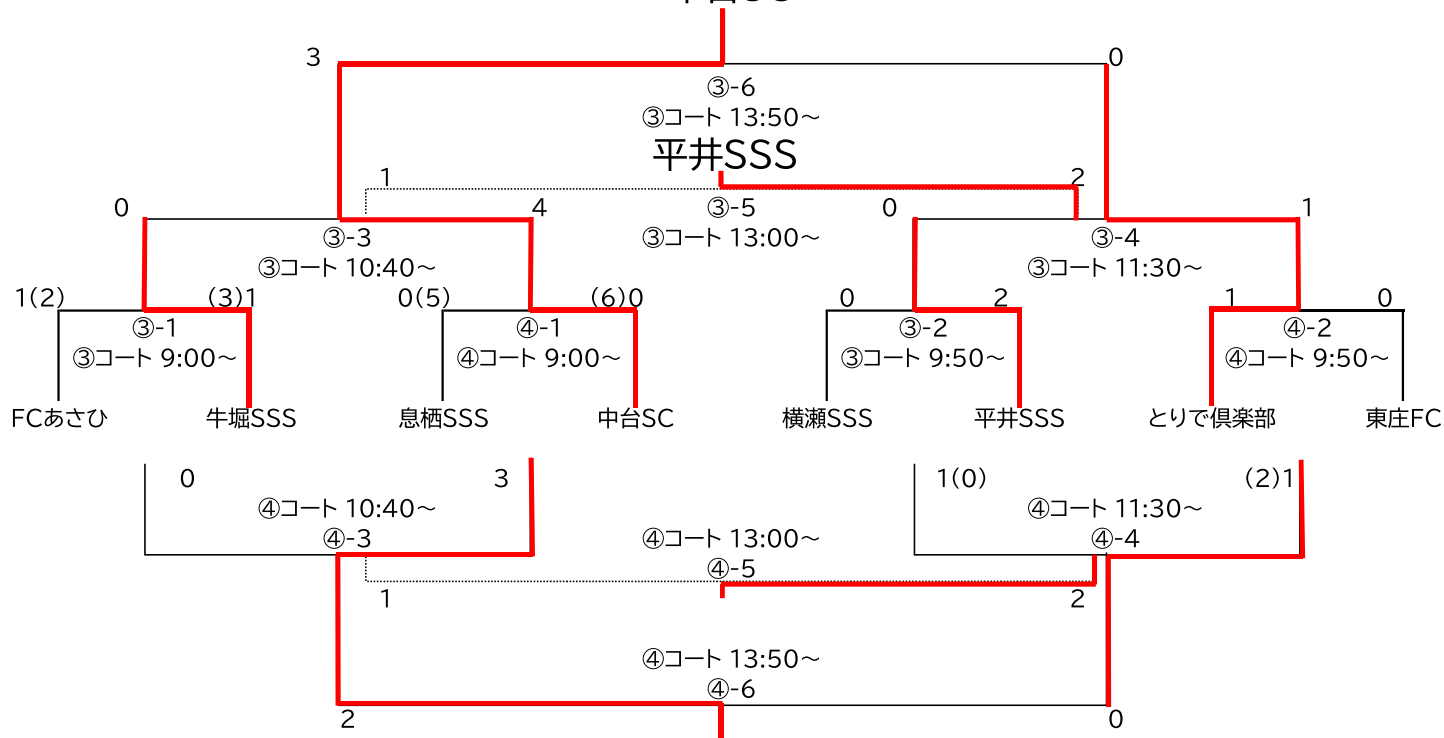 3
0
③-6
③コート 13:50～
平井SSS
1
2
0
4
③-5
0
1
③-3
③コート 13:00～
③-4
③コート 10:40～
③コート 11:30～
1(2)
(3)1
0(5)
(6)0
0
2
1
0
③-1
④-1
③-2
④-2
③コート 9:00～
④コート 9:00～
③コート 9:50～
④コート 9:50～
FCあさひ
牛堀SSS
息栖SSS
中台SC
横瀬SSS
平井SSS
とりで倶楽部
東庄FC
0
3
1(0)
(2)1
④コート 10:40～
④コート 11:30～
④-3
④コート 13:00～
④-4
④-5
1
2
④コート 13:50～
④-6
2
0